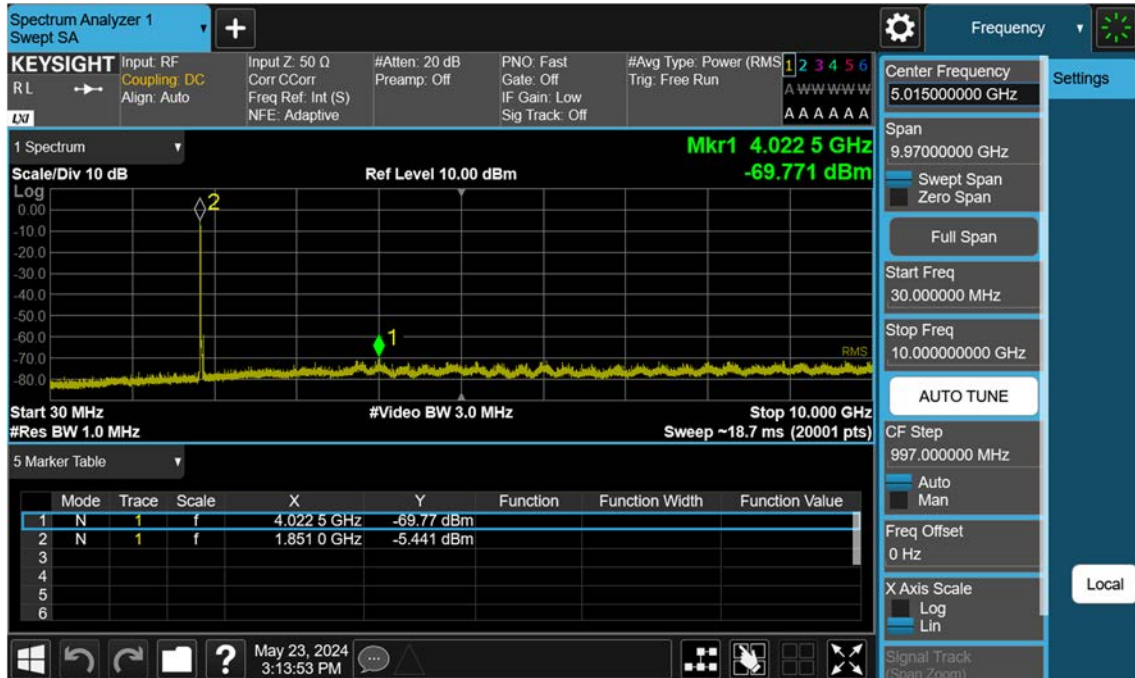 Spectrum Analyzer 1
Swept SA
Frequency
KEYSIGHT
R L
LXI
Input: RF
Coupling: DC
Align: Auto
Input Z: 50 Ω
Corr CCorr
Freq Ref: Int (S)
NFE: Adaptive
#Atten: 20 dB
Preamp: Off
PNO: Fast
Gate: Off
IF Gain: Low
Sig Track: Off
#Avg Type: Power (RMS
Trig: Free Run
1 2 3 4 5 6
A W W W W W
A A A A A A
1 Spectrum
Mkr1 4.022 5 GHz
-69.771 dBm
Scale/Div 10 dB
Ref Level 10.00 dBm
Log
0.00
-10.0
-20.0
-30.0
-40.0
-50.0
-60.0
-70.0
-80.0
2
1
RMS
Start 30 MHz
#Video BW 3.0 MHz
Stop 10.000 GHz
#Res BW 1.0 MHz
Sweep ~18.7 ms (20001 pts)
5 Marker Table
Mode Trace Scale X Y Function Function Width Function Value
1 N 1 f 4.022 5 GHz -69.77 dBm
2 N 1 f 1.851 0 GHz -5.441 dBm
3
4
5
6
May 23, 2024
3:13:53 PM
Center Frequency
5.015000000 GHz
Settings
Span
9.97000000 GHz
Swept Span
Zero Span
Full Span
Start Freq
30.000000 MHz
Stop Freq
10.000000000 GHz
AUTO TUNE
CF Step
997.000000 MHz
Auto
Man
Freq Offset
0 Hz
X Axis Scale
Log
Lin
Local
Signal Track
(Span Zoom)